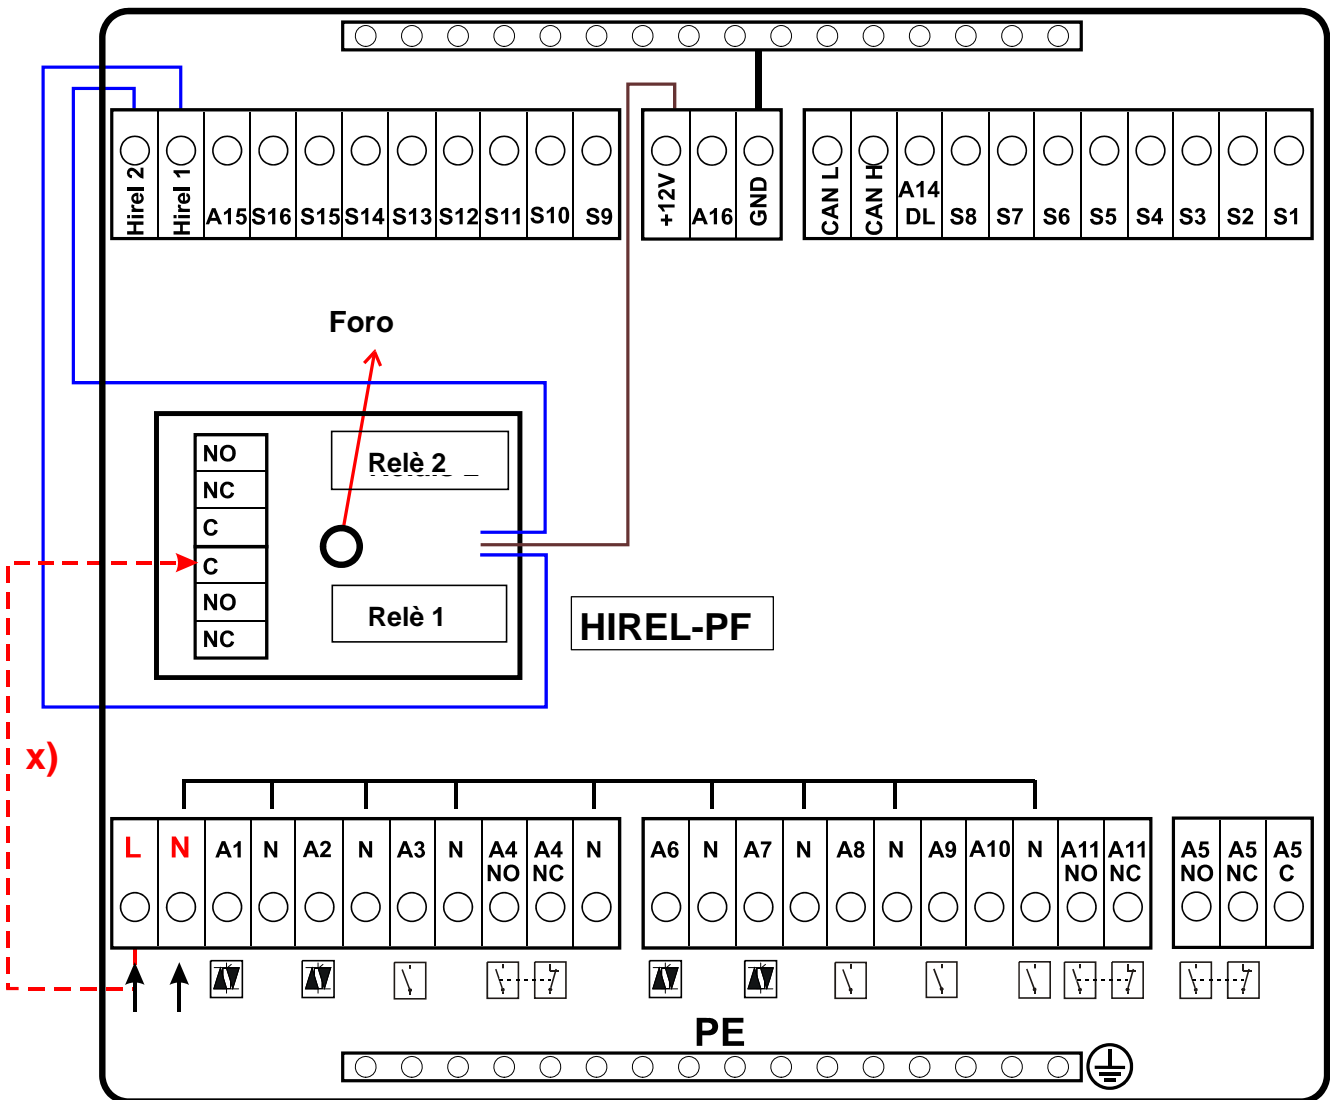 Hirel 2 Hirel 1 A15 S16 S15 S14 S13 S12 S11 S10 S9
+12V A16 GND
CAN L CAN H A14 DL S8 S7 S6 S5 S4 S3 S2 S1
Foro
NO
NC
C
C
NO
NC
Relè 2
Relè 1
HIREL-PF
x)
L N A1 N A2 N A3 N A4 NO A4 NC N
A6 N A7 N A8 N A9 A10 N A11 NO A11 NC
A5 NO A5 NC A5 C
PE